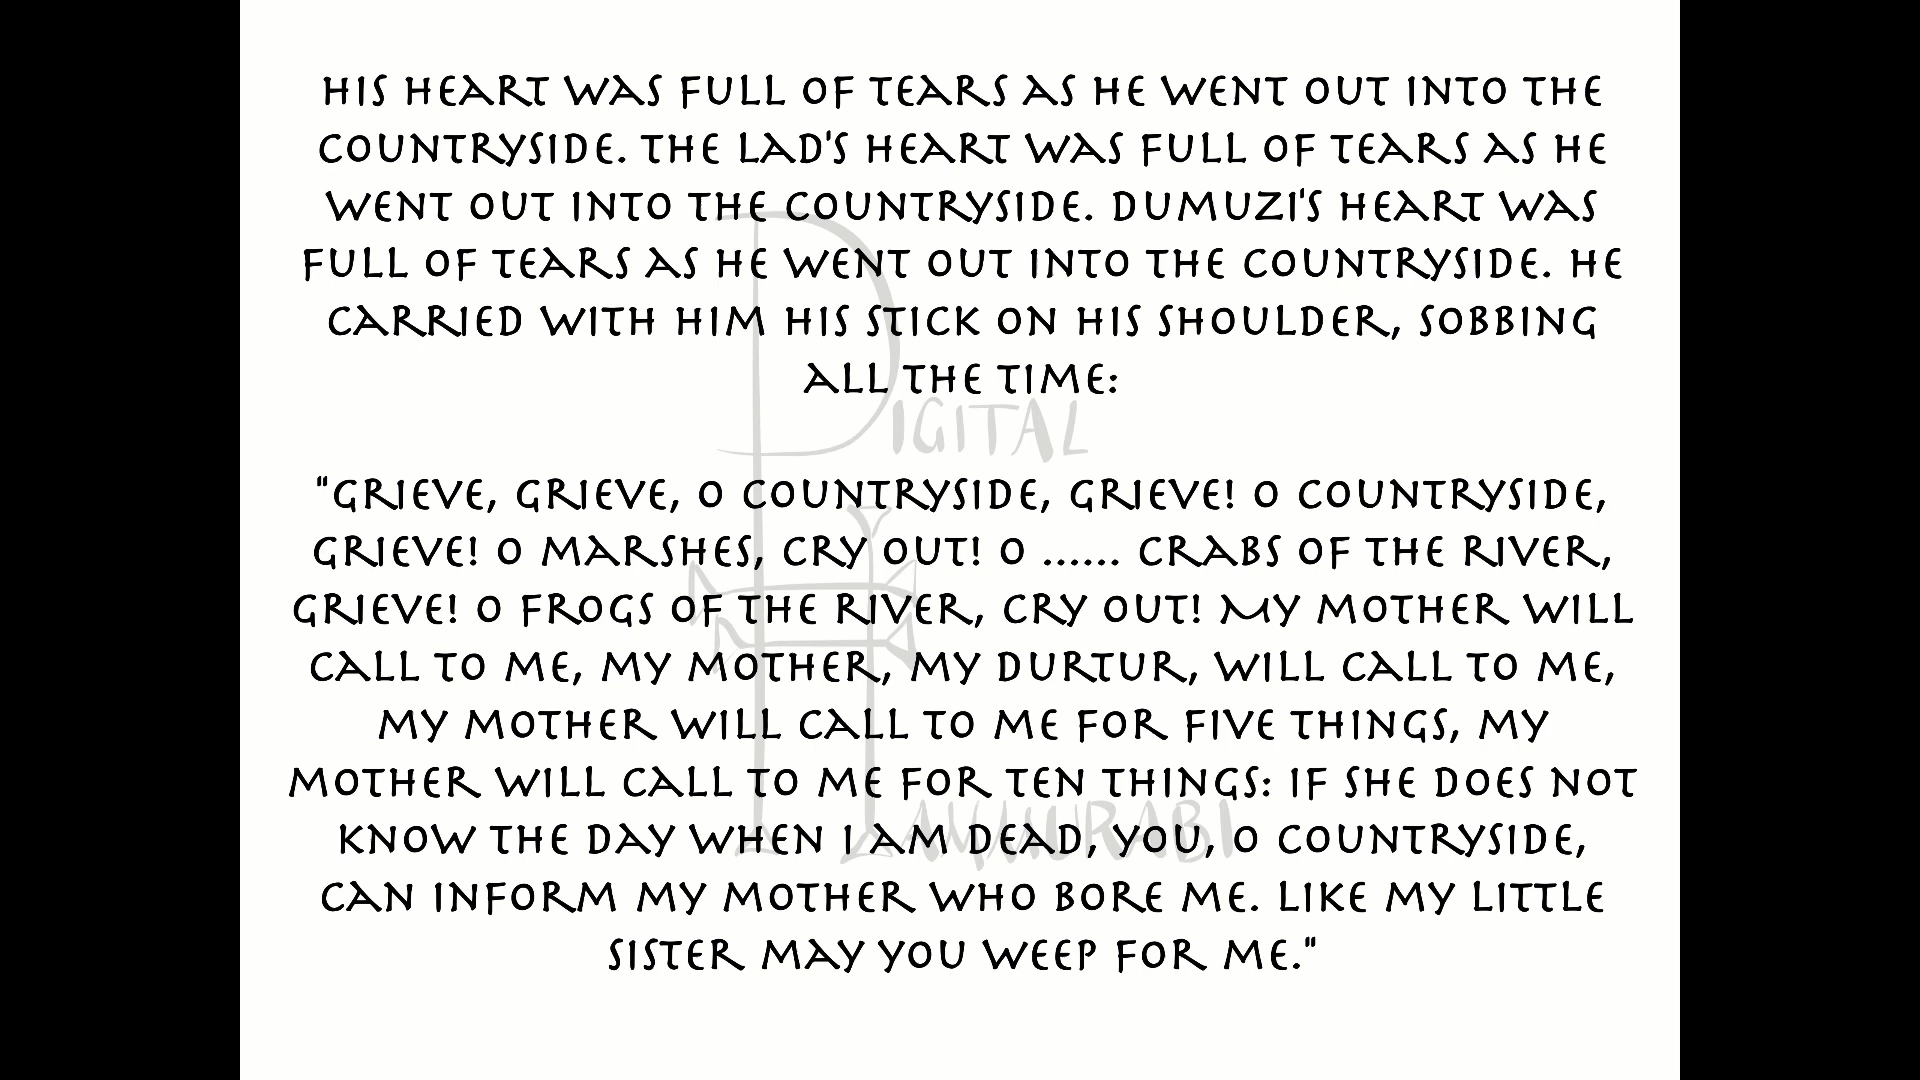 HIS HEART WAS FULL OF TEARS AS HE WENT OUT INTO THE
COUNTRYSIDE. THE LAD'S HEART WAS FULL OF TEARS AS HE
WENT OUT INTO THE COUNTRYSIDE. DUMUZI'S HEART WAS
FULL OF TEARS AS HE WENT OUT INTO THE COUNTRYSIDE. HE
CARRIED WITH HIM HIS STICK ON HIS SHOULDER, SOBBING
ALL THE TIME:
DIGITAL
"GRIEVE, GRIEVE, O COUNTRYSIDE, GRIEVE! O COUNTRYSIDE,
GRIEVE! O MARSHES, CRY OUT! O ...... CRABS OF THE RIVER,
GRIEVE! O FROGS OF THE RIVER, CRY OUT! MY MOTHER WILL
CALL TO ME, MY MOTHER, MY DURTUR, WILL CALL TO ME,
MY MOTHER WILL CALL TO ME FOR FIVE THINGS, MY
MOTHER WILL CALL TO ME FOR TEN THINGS: IF SHE DOES NOT
KNOW THE DAY WHEN I AM DEAD, YOU, O COUNTRYSIDE,
HAMMURABI
CAN INFORM MY MOTHER WHO BORE ME. LIKE MY LITTLE
SISTER MAY YOU WEEP FOR ME."